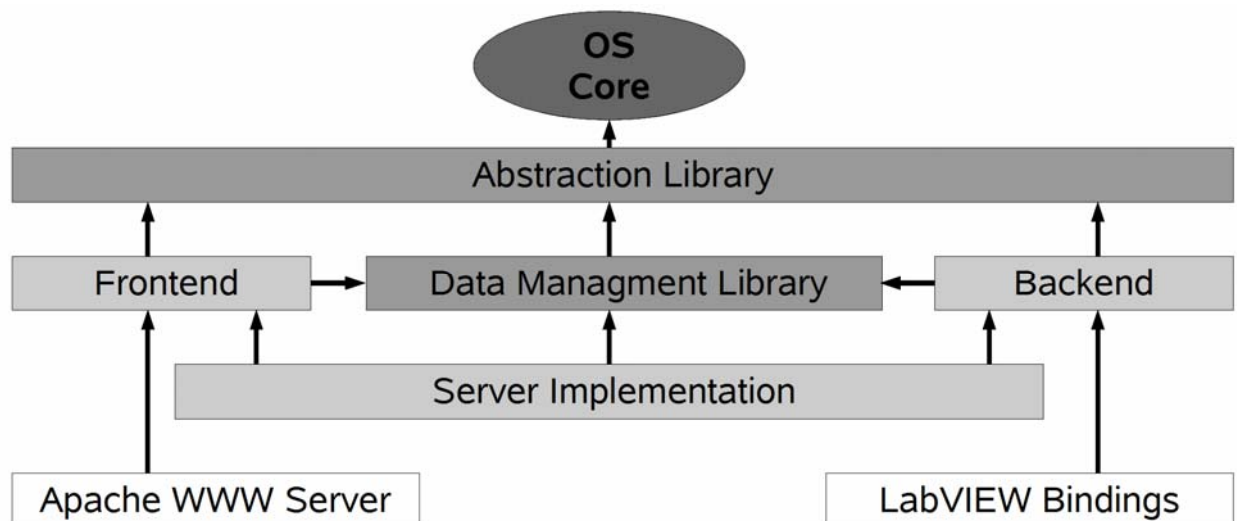 OS
Core
Abstraction Library
Frontend
Data Managment Library
Backend
Server Implementation
Apache WWW Server
LabVIEW Bindings